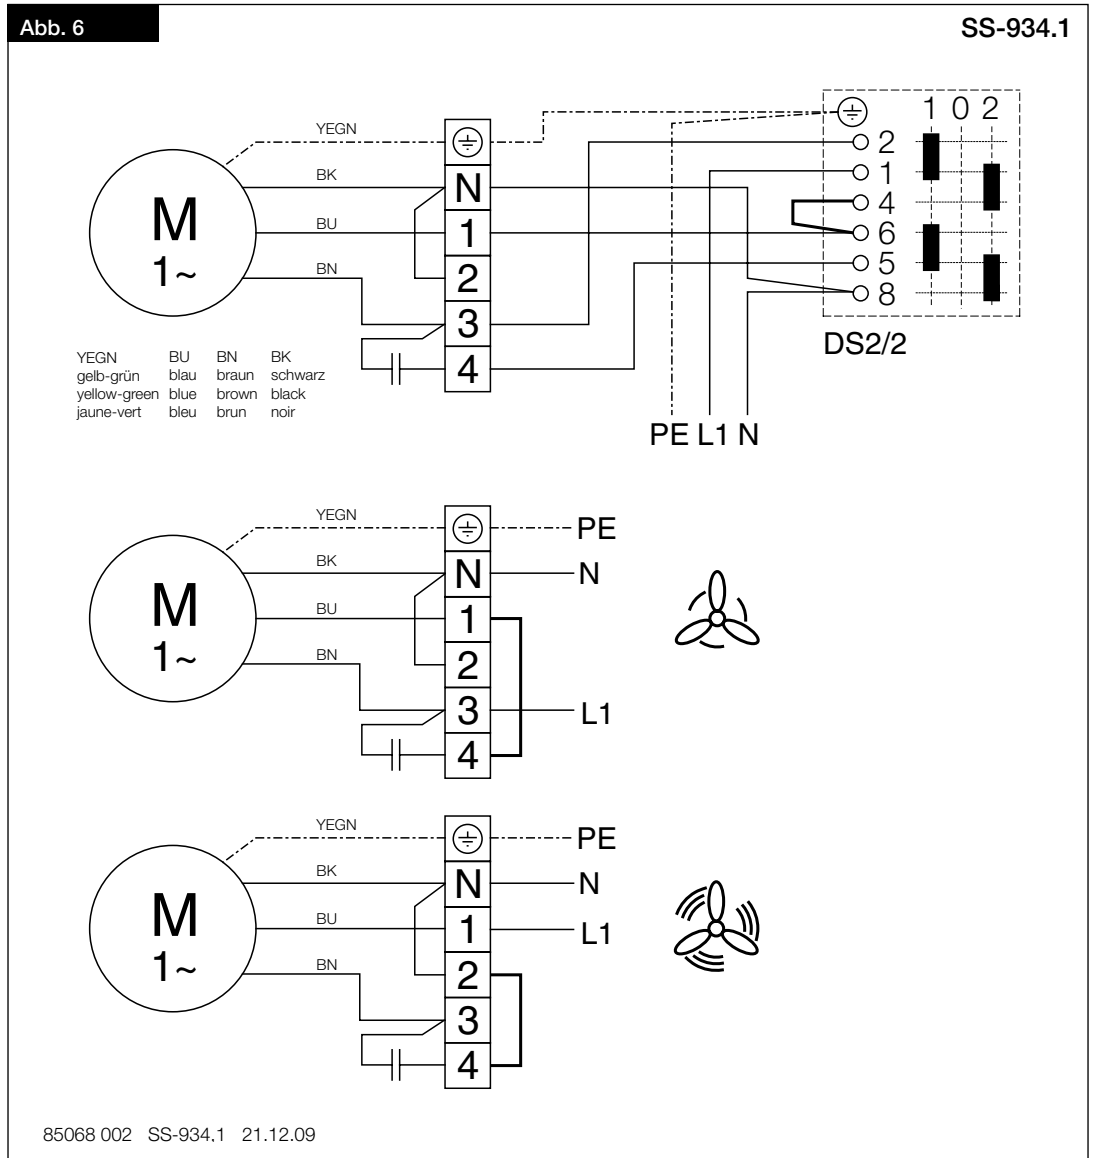 Abb. 6
SS-934.1
1 0 2
YEGN
2
BK
N
1
M
1~
4
BU
1
6
BN
2
5
8
3
DS2/2
4
YEGN BU BN BK
gelb-grün blau braun schwarz
yellow-green blue brown black
jaune-vert bleu brun noir
PE L1 N
YEGN
PE
BK
N
N
M
1~
BU
1
BN
2
3
L1
4
YEGN
PE
BK
N
N
M
1~
BU
1
L1
BN
2
3
4
85068 002 SS-934.1 21.12.09